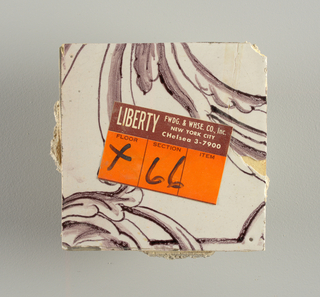 LIBERTY FWDG. & WHSE. CO., Inc.
NEW YORK CITY
CHelsea 3-7900
FLOOR SECTION ITEM
X 66